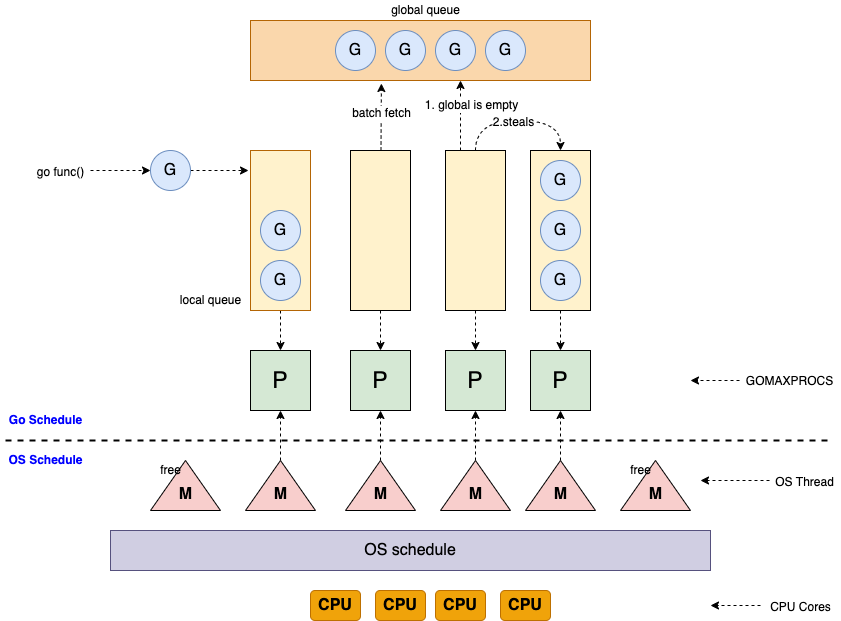 global queue
G G G G
batch fetch
1. global is empty
2.steals
go func()
G
G
G
G
G
G
local queue
P P P P
GOMAXPROCS
Go Schedule
OS Schedule
free
free
M M M M M M
OS Thread
OS schedule
CPU CPU CPU CPU
CPU Cores